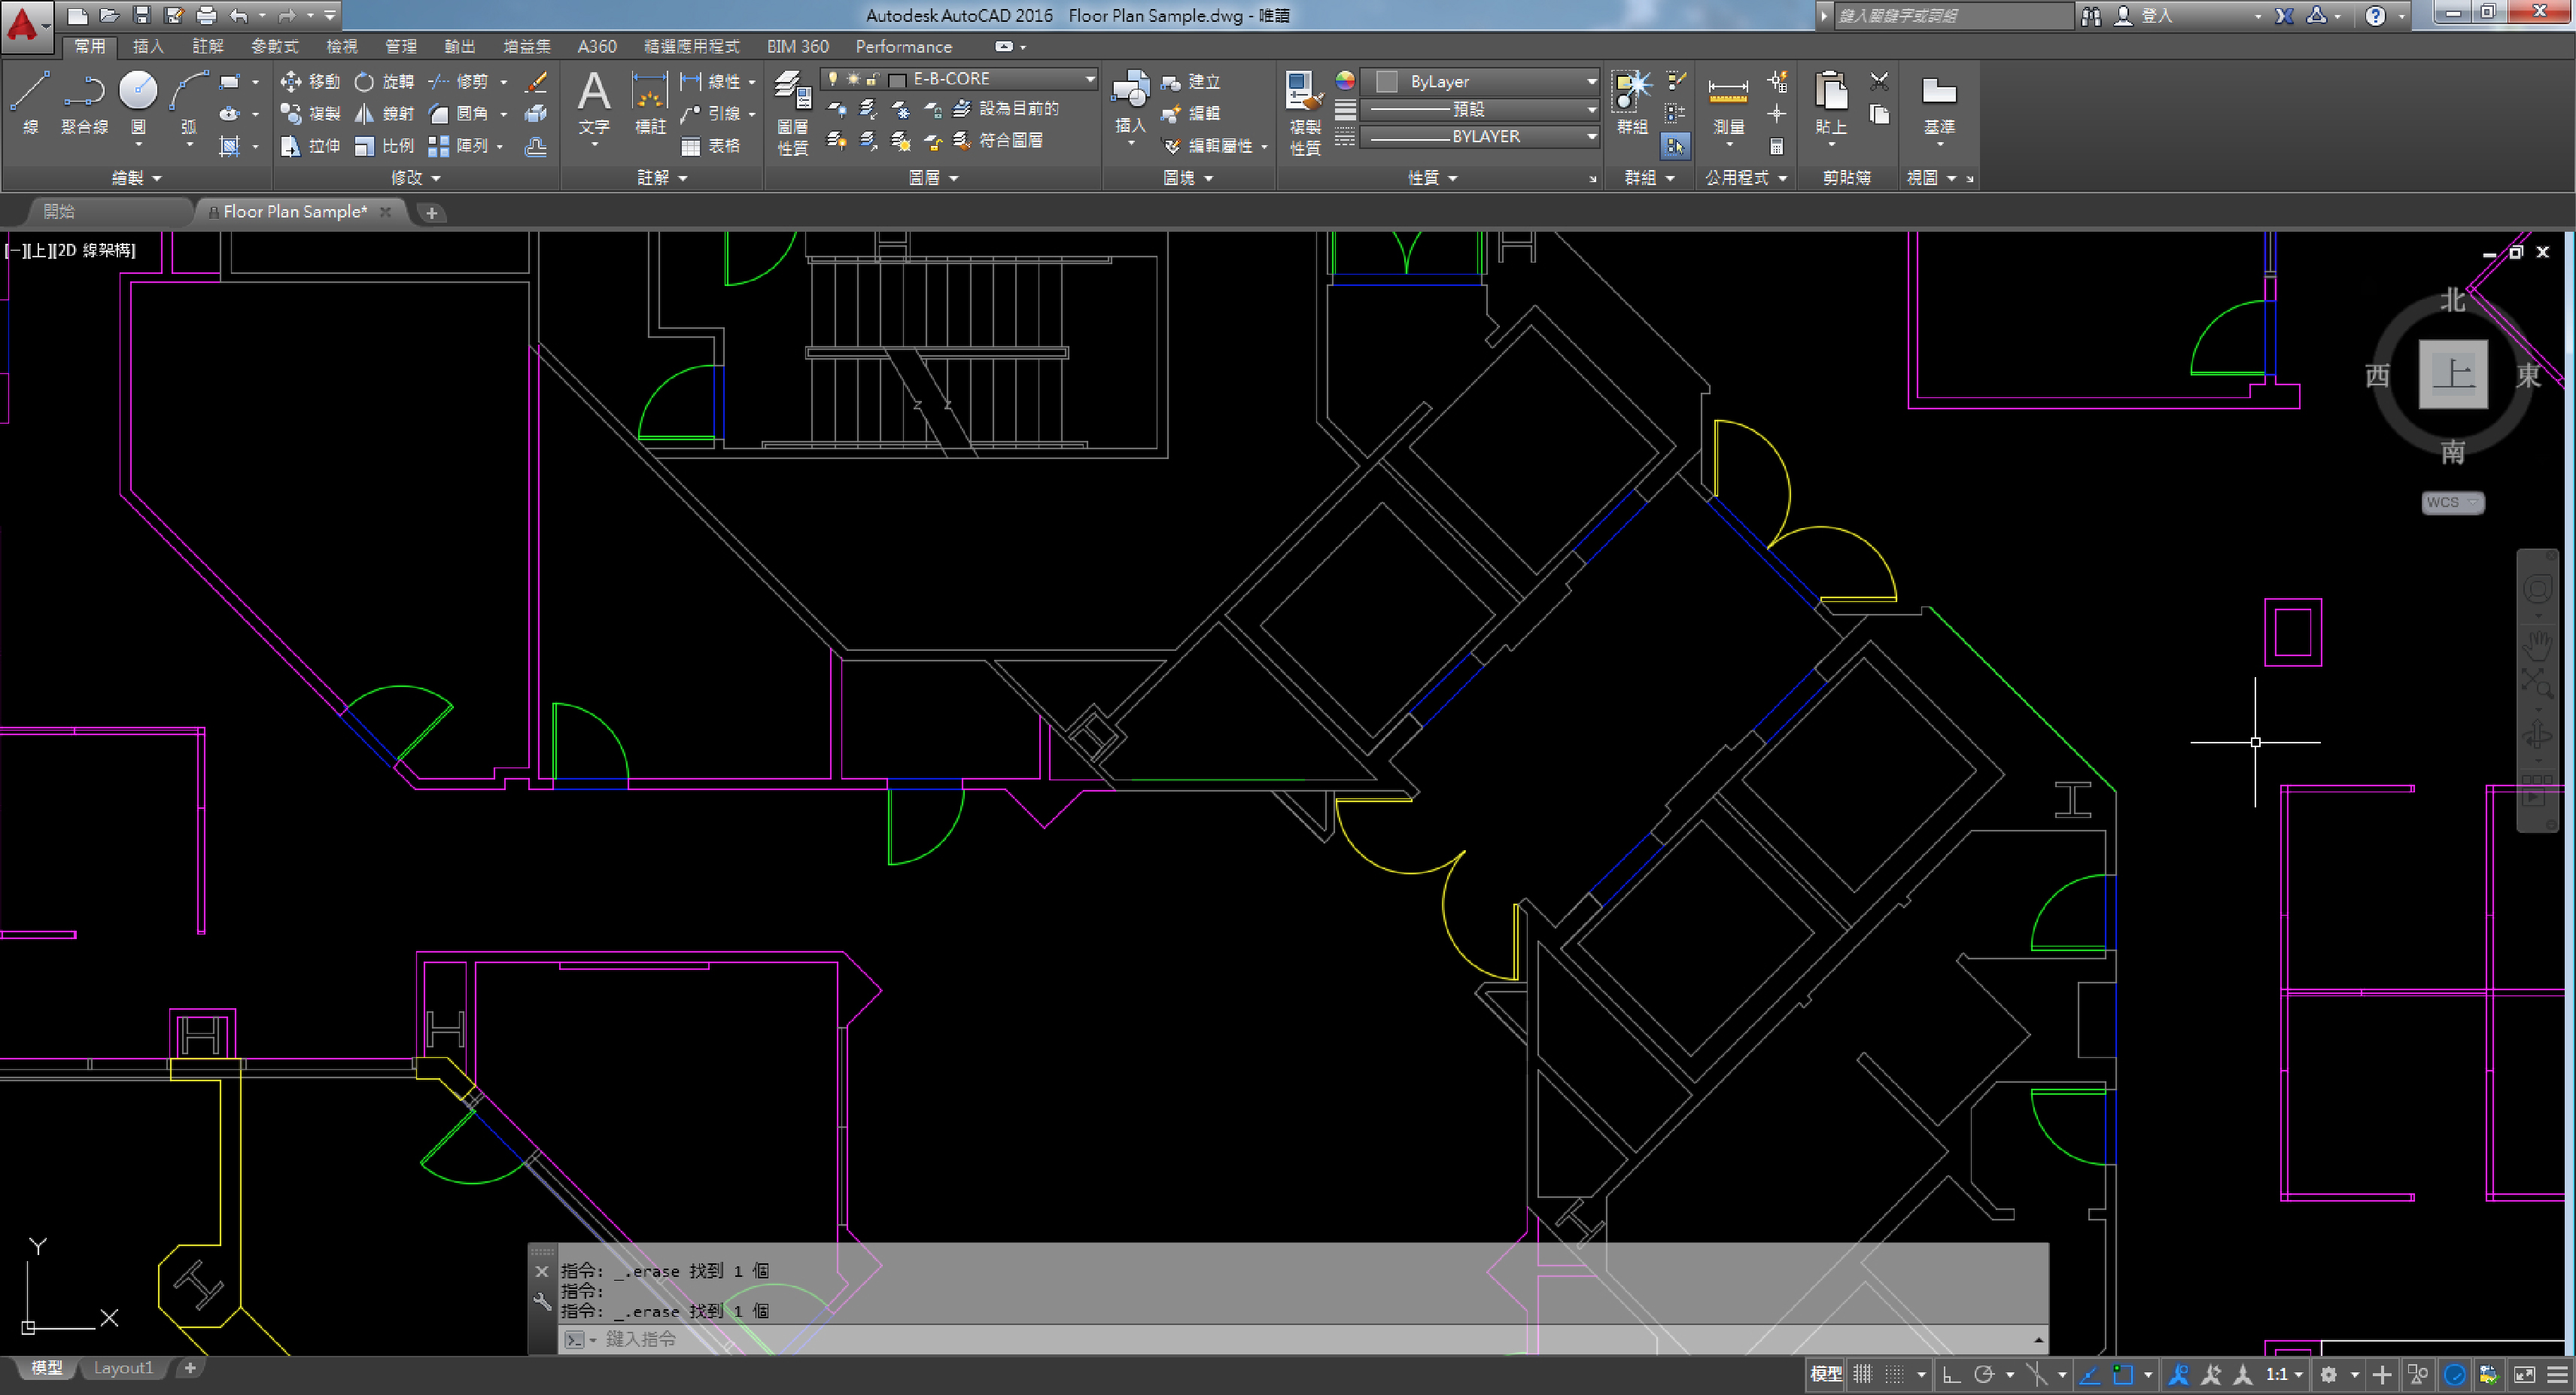 Autodesk AutoCAD 2016 Floor Plan Sample.dwg - 唯讀
鍵入關鍵字或詞組
登入
常用 插入 註解 參數式 檢視 管理 輸出 增益集 A360 精選應用程式 BIM 360 Performance
線 聚合線 圓 弧
移動 旋轉 修剪
複製 鏡射 圓角
拉伸 比例 陣列
文字 標註
線性
引線
表格
圖層
性質
E-B-CORE
設為目前的
符合圖層
插入
建立
編輯
編輯屬性
複製
性質
ByLayer
預設
BYLAYER
群組
測量
貼上
基準
繪製 修改 註解 圖層 圖塊 性質 群組 公用程式 剪貼簿 視圖
開始 Floor Plan Sample*
[−][上][2D 線架構]
北
西 上 東
南
WCS
Y
X
指令: _.erase 找到 1 個
指令:
指令: _.erase 找到 1 個
鍵入指令
模型 Layout1
模型 1:1